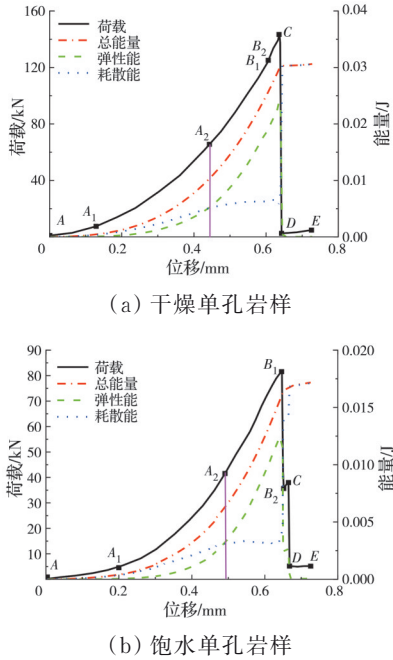 160
120
80
40
0
荷载/kN
荷载
总能量
弹性能
耗散能
A
A1
A2
B2
B1
C
D
E
0.04
0.03
0.02
0.01
0.00
能量/J
0 0.2 0.4 0.6 0.8
位移/mm
(a) 干燥单孔岩样
90
80
70
60
50
40
30
20
10
荷载/kN
荷载
总能量
弹性能
耗散能
A
A1
A2
B1
B2
C
D
E
0.020
0.015
0.010
0.005
0.000
能量/J
0 0.2 0.4 0.6 0.8
位移/mm
(b) 饱水单孔岩样